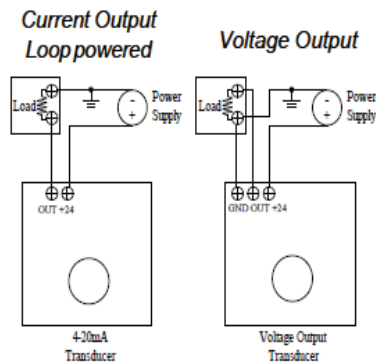 Current Output
Loop powered
Load
-
+
Power
Supply
OUT +24
4-20mA
Transducer
Voltage Output
Load
-
+
Power
Supply
GND OUT +24
Voltage Output
Transducer